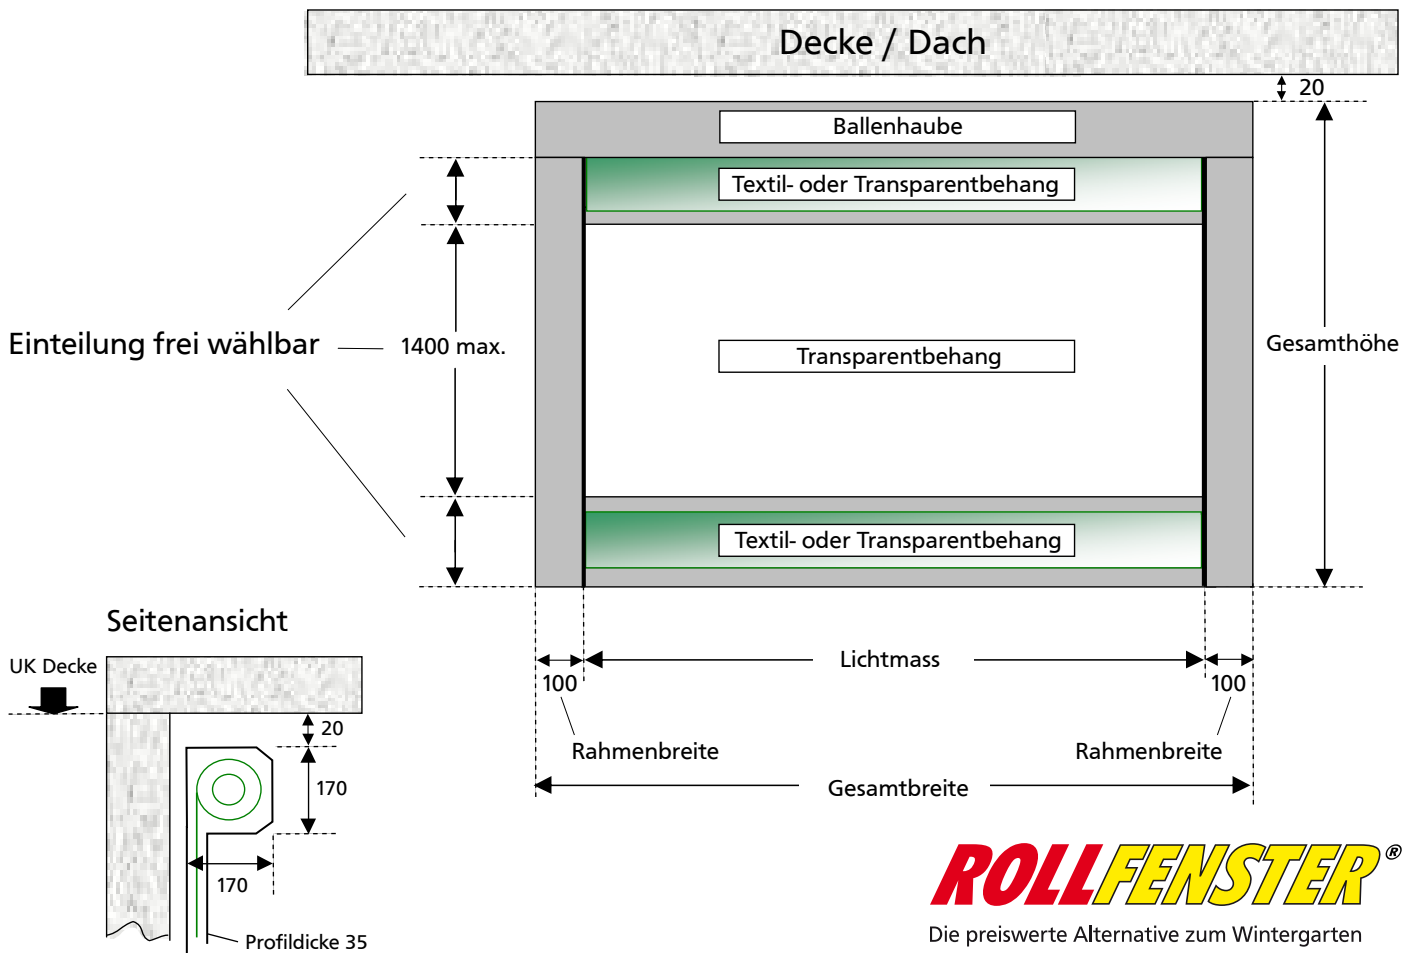 Decke / Dach
20
Ballenhaube
Textil- oder Transparentbehang
Einteilung frei wählbar
1400 max.
Transparentbehang
Gesamthöhe
Textil- oder Transparentbehang
Seitenansicht
UK Decke
Lichtmass
100
100
20
Rahmenbreite
Rahmenbreite
170
Gesamtbreite
170
ROLLFENSTER®
Profildicke 35
Die preiswerte Alternative zum Wintergarten